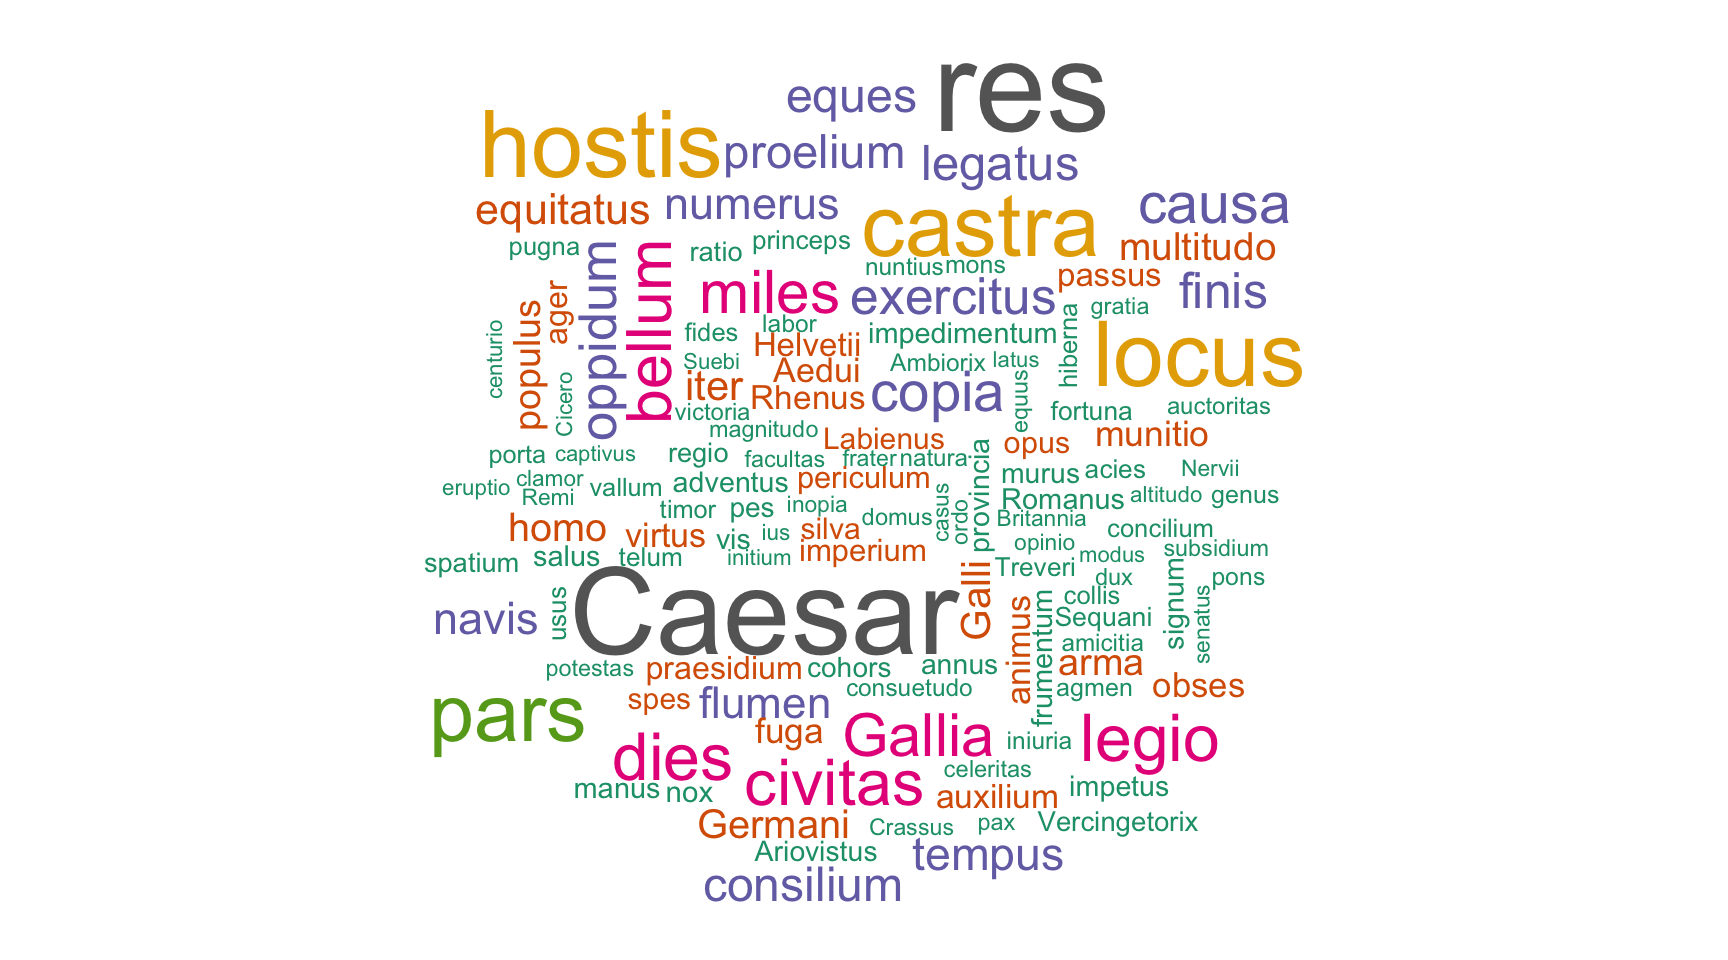 res
eques
hostis
proelium
legatus
equitatus
numerus
castra
causa
pugna
ratio
princeps
multitudo
nuntius
mons
passus
oppidum
bellum
miles
exercitus
finis
ager
populus
centurio
fides
labor
impedimentum
hiberna
gratia
Helvetii
Suebi
Aedui
Ambiorix
latus
locus
iter
Rhenus
copia
equus
Cicero
victoria
fortuna
auctoritas
magnitudo
Labienus
opus
munitio
porta
captivus
regio
facultas
frater
natura
provincia
murus
acies
Nervii
eruptio
clamor
Remi
vallum
adventus
periculum
casus
ordo
Romanus
altitudo
genus
timor
pes
inopia
domus
Britannia
homo
virtus
vis
ius
silva
opinio
concilium
spatium
salus
telum
initium
imperium
Treveri
modus
subsidium
Caesar
Galli
dux
pons
navis
usus
animus
frumentum
collis
Sequani
signum
senatus
amicitia
potestas
praesidium
cohors
annus
arma
pars
spes
flumen
consuetudo
agmen
obses
fuga
Gallia
iniuria
legio
dies
civitas
celeritas
manus
nox
auxilium
impetus
Germani
Crassus
pax
Vercingetorix
Ariovistus
tempus
consilium